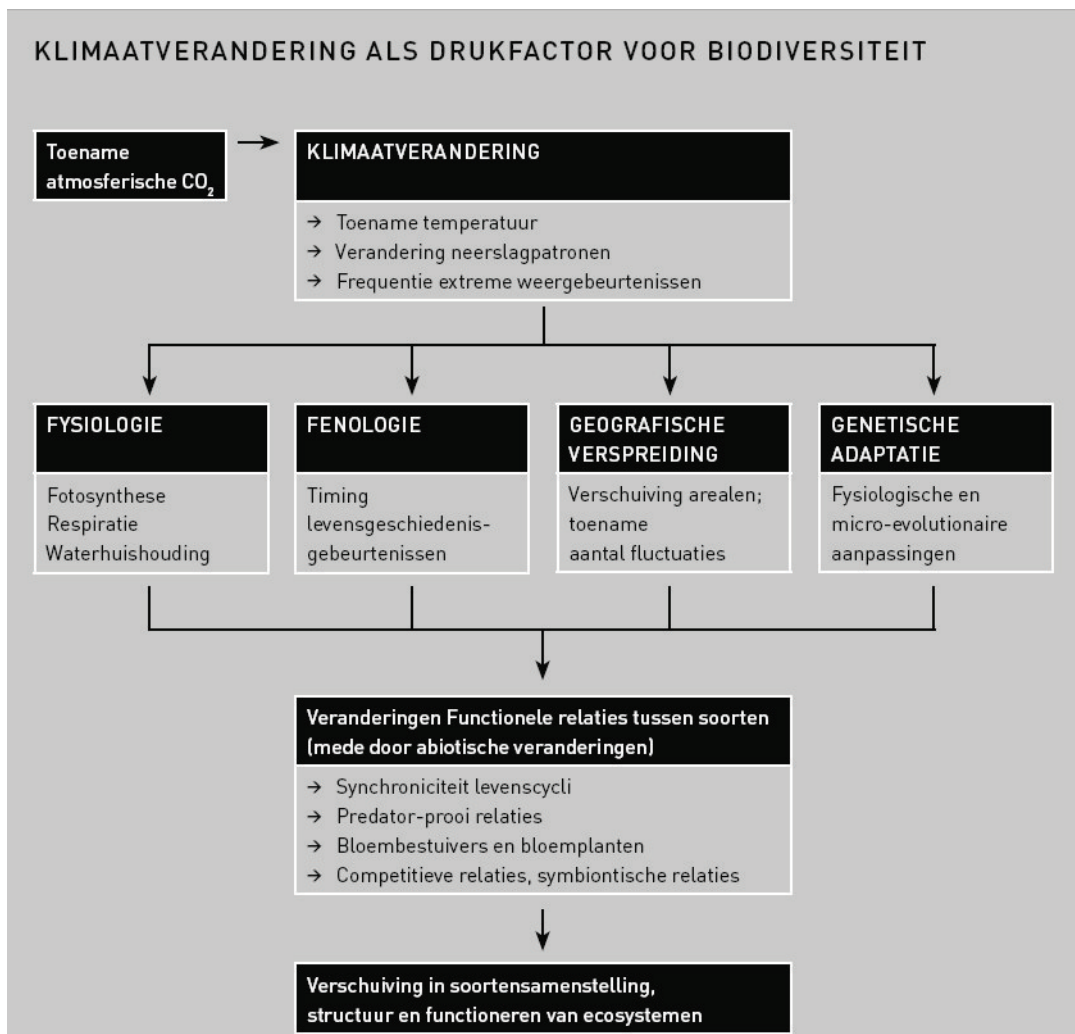 KLIMAATVERANDERING ALS DRUKFACTOR VOOR BIODIVERSITEIT
Toename
atmosferische CO₂
KLIMAATVERANDERING
→ Toename temperatuur
→ Verandering neerslagpatronen
→ Frequentie extreme weergebeurtenissen
FYSIOLOGIE
Fotosynthese
Respiratie
Waterhuishouding
FENOLOGIE
Timing
levensgeschiedenis-
gebeurtenissen
GEOGRAFISCHE
VERSPREIDING
Verschuiving arealen;
toename
aantal fluctuaties
GENETISCHE
ADAPTATIE
Fysiologische en
micro-evolutionaire
aanpassingen
Veranderingen Functionele relaties tussen soorten
(mede door abiotische veranderingen)
→ Synchroniciteit levenscycli
→ Predator-prooi relaties
→ Bloembestuivers en bloemplanten
→ Competitieve relaties, symbiontische relaties
Verschuiving in soortensamenstelling,
structuur en functioneren van ecosystemen